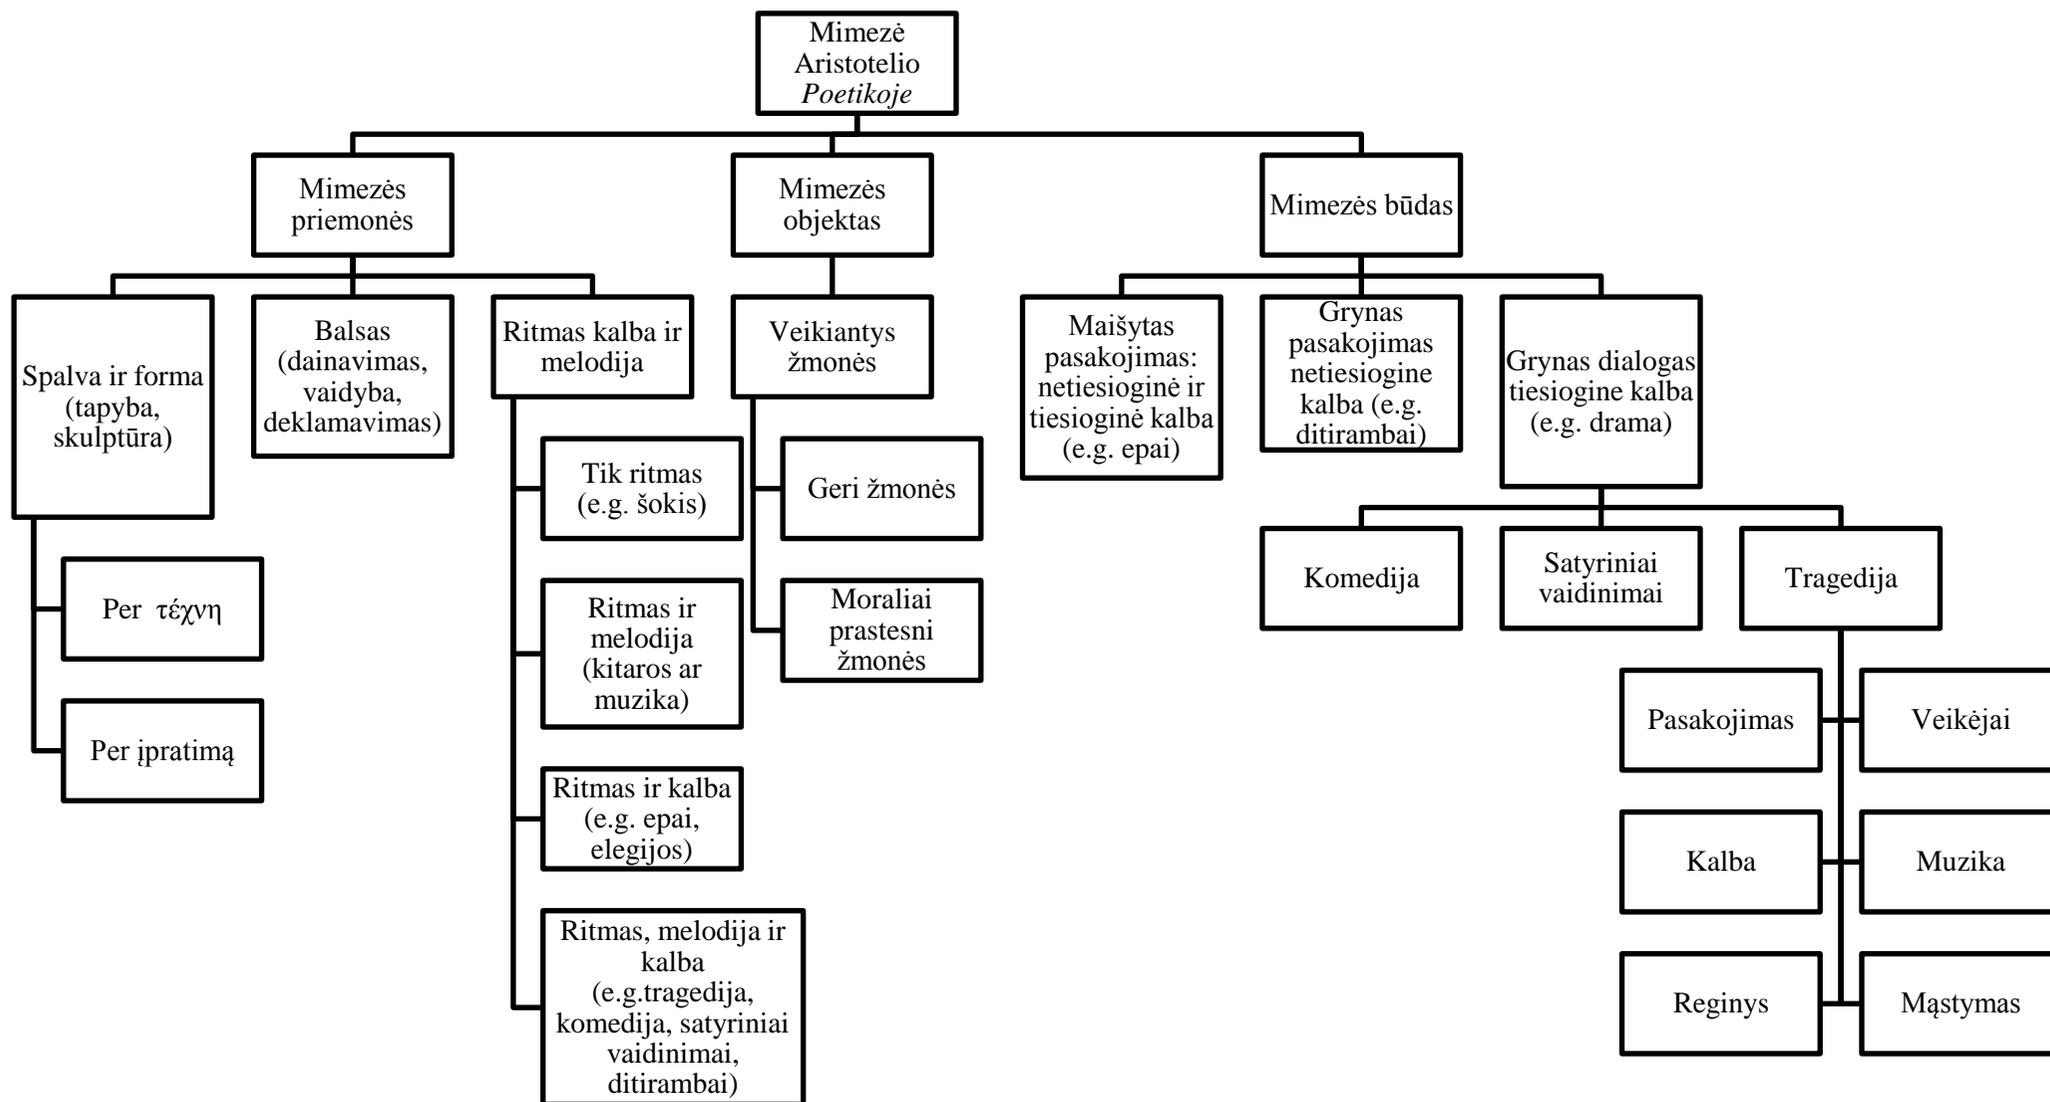 Mimezė
Aristotelio
Poetikoje
Mimezės
priemonės
Mimezės
objektas
Mimezės būdas
Spalva ir forma
(tapyba,
skulptūra)
Per τέχνη
Per įpratimą
Balsas
(dainavimas,
vaidyba,
deklamavimas)
Ritmas kalba ir
melodija
Tik ritmas
(e.g. šokis)
Ritmas ir
melodija
(kitaros ar
muzika)
Ritmas ir kalba
(e.g. epai,
elegijos)
Ritmas, melodija ir
kalba
(e.g.tragedija,
komedija, satyriniai
vaidinimai,
ditirambai)
Veikiantys
žmonės
Geri žmonės
Moraliai
prastesni
žmonės
Maišytas
pasakojimas:
netiesioginė ir
tiesioginė kalba
(e.g. epai)
Grynas
pasakojimas
netiesiogine
kalba (e.g.
ditirambai)
Grynas dialogas
tiesiogine kalba
(e.g. drama)
Komedija
Satyriniai
vaidinimai
Tragedija
Pasakojimas
Veikėjai
Kalba
Muzika
Reginys
Mąstymas